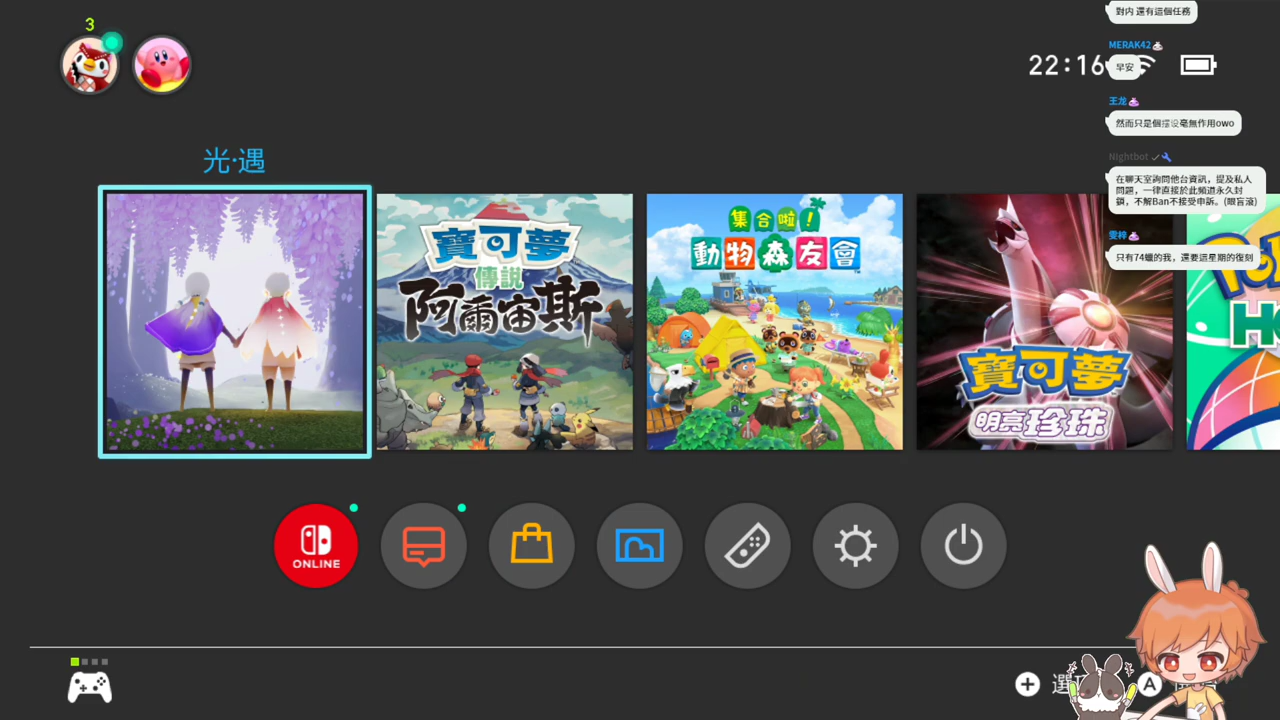 3
22:16
對內 還有這個任務
MERAK42
早安
王龙
然而只是個擺設毫無作用owo
Nightbot
在聊天室詢問他台資訊,提及私人
問題,一律直接於此頻道永久封
鎖,不解Ban不接受申訴。(眼盲淺)
雯梓
只有74蠟的我,還要這星期的復刻
光·遇
寶可夢
傳說
阿爾宙斯
集合啦!
動物森友會
寶可夢
明亮珍珠
ONLINE
A